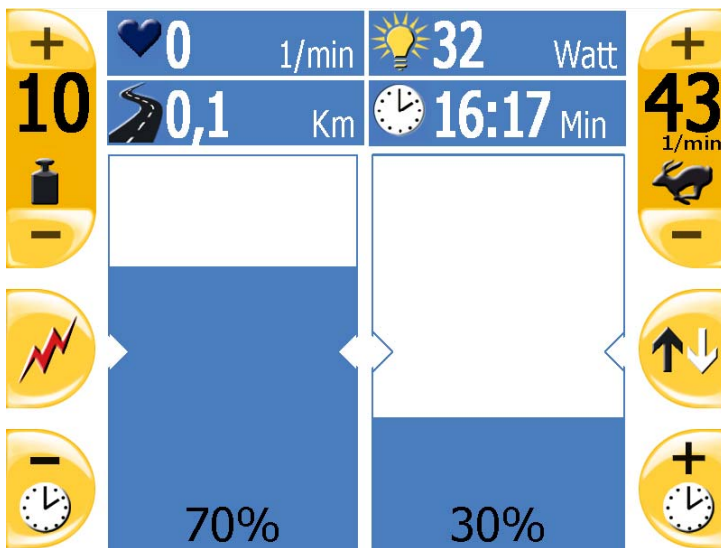 + 0 1/min 32 Watt +
10 0,1 Km 16:17 Min 43
1/min
− −
− +
70% 30%